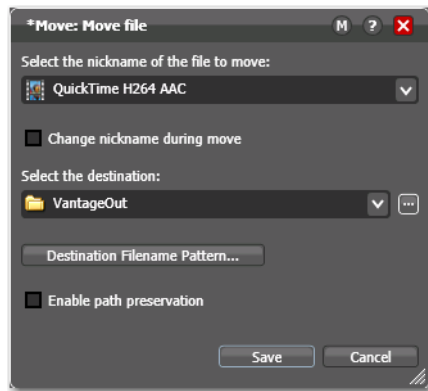 *Move: Move file
M ?
Select the nickname of the file to move:
QuickTime H264 AAC
Change nickname during move
Select the destination:
VantageOut
...
Destination Filename Pattern...
Enable path preservation
Save Cancel